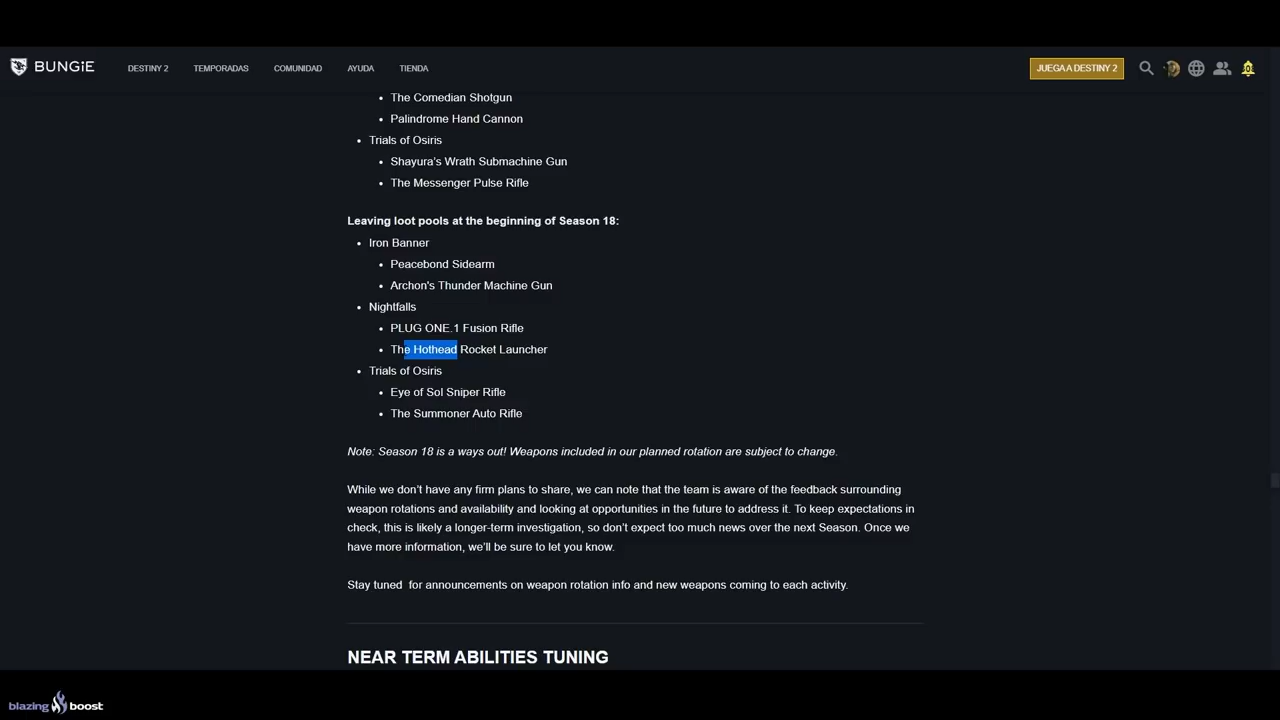 BUNGiE DESTINY 2 TEMPORADAS COMUNIDAD AYUDA TIENDA JUEGA A DESTINY 2
• The Comedian Shotgun
• Palindrome Hand Cannon
• Trials of Osiris
• Shayura's Wrath Submachine Gun
• The Messenger Pulse Rifle
Leaving loot pools at the beginning of Season 18:
• Iron Banner
• Peacebond Sidearm
• Archon's Thunder Machine Gun
• Nightfalls
• PLUG ONE.1 Fusion Rifle
• The Hothead Rocket Launcher
• Trials of Osiris
• Eye of Sol Sniper Rifle
• The Summoner Auto Rifle
Note: Season 18 is a ways out! Weapons included in our planned rotation are subject to change.
While we don't have any firm plans to share, we can note that the team is aware of the feedback surrounding
weapon rotations and availability and looking at opportunities in the future to address it. To keep expectations in
check, this is likely a longer-term investigation, so don't expect too much news over the next Season. Once we
have more information, we'll be sure to let you know.
Stay tuned for announcements on weapon rotation info and new weapons coming to each activity.
NEAR TERM ABILITIES TUNING
blazing boost